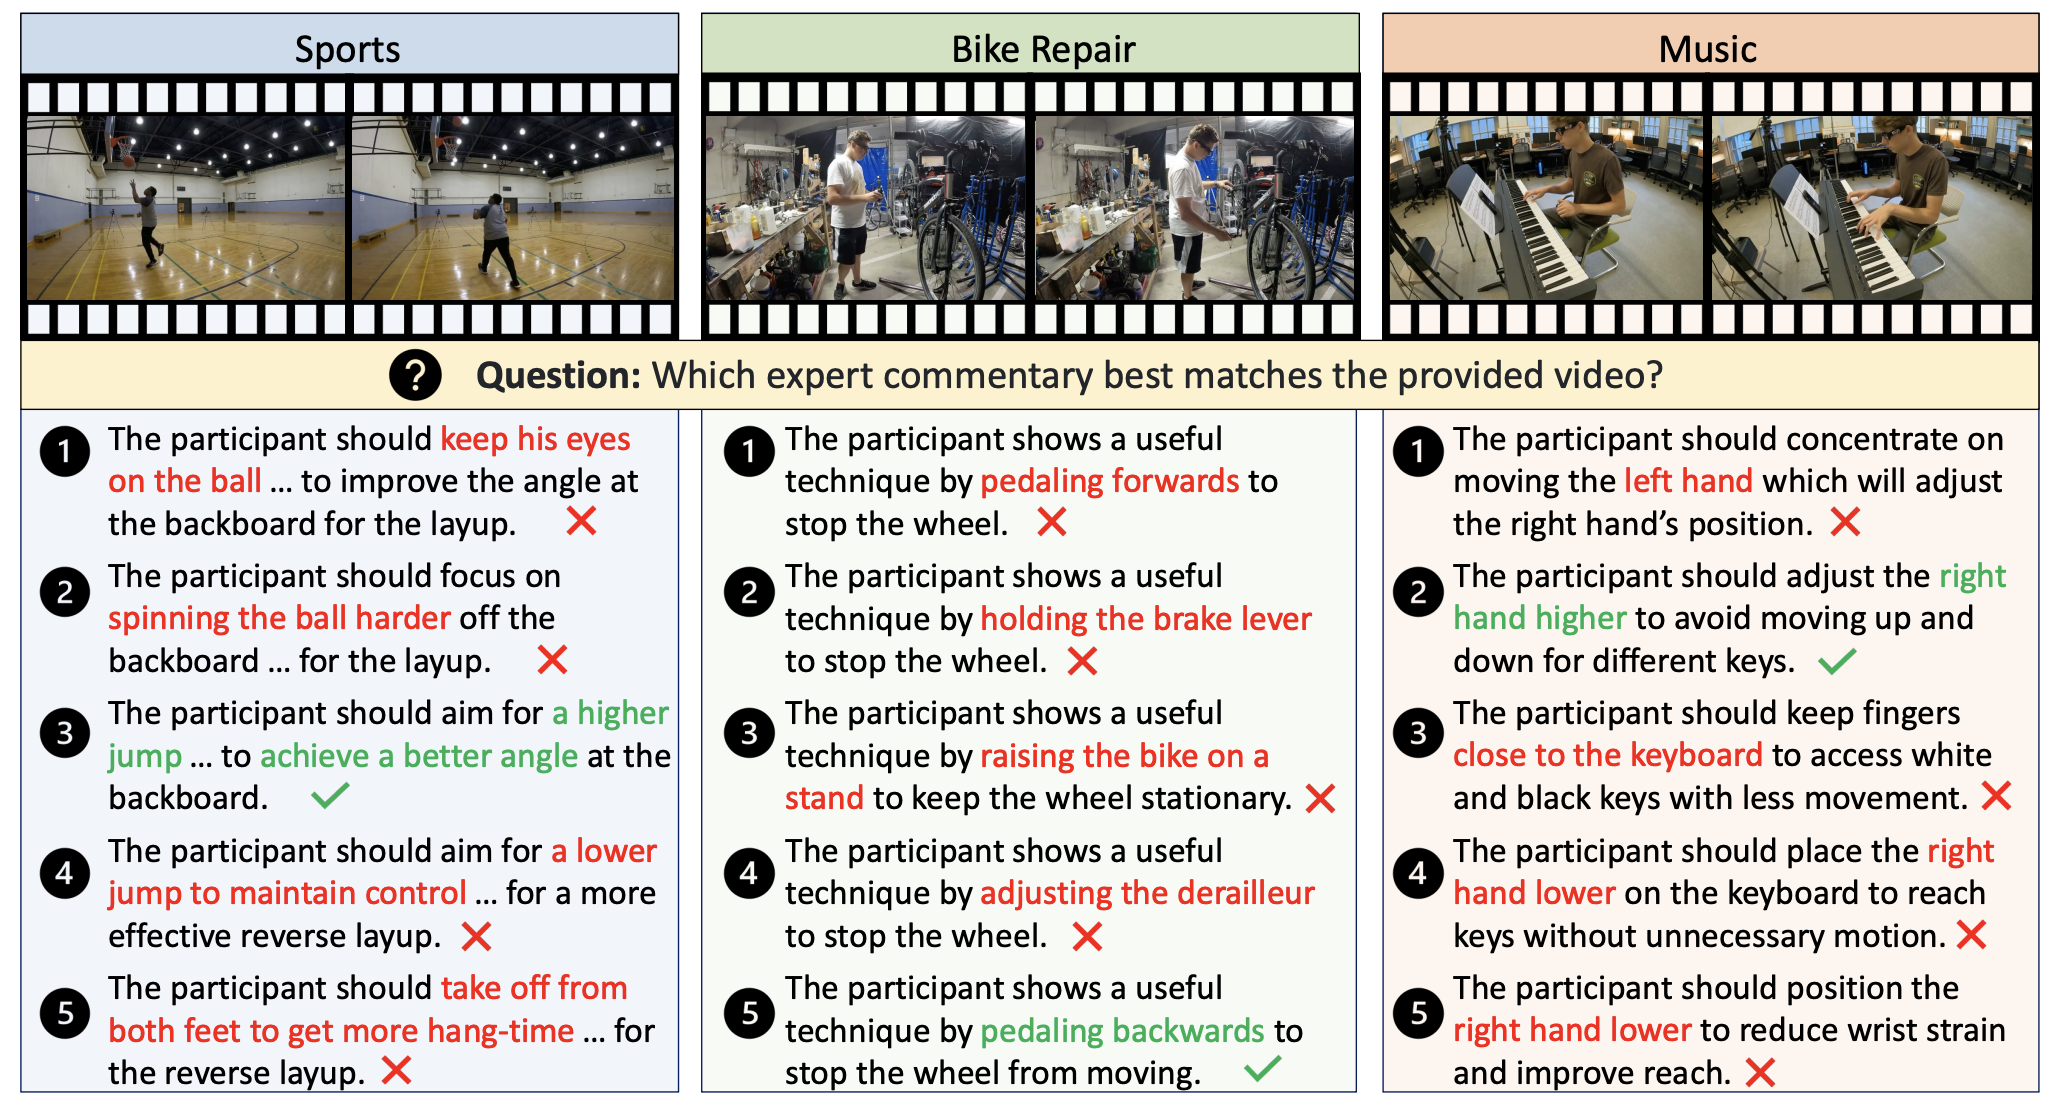 Sports
Bike Repair
Music
? Question: Which expert commentary best matches the provided video?
1 The participant should keep his eyes
on the ball ... to improve the angle at
the backboard for the layup.
2 The participant should focus on
spinning the ball harder off the
backboard ... for the layup.
3 The participant should aim for a higher
jump ... to achieve a better angle at the
backboard.
4 The participant should aim for a lower
jump to maintain control ... for a more
effective reverse layup.
5 The participant should take off from
both feet to get more hang-time ... for
the reverse layup.
1 The participant shows a useful
technique by pedaling forwards to
stop the wheel.
2 The participant shows a useful
technique by holding the brake lever
to stop the wheel.
3 The participant shows a useful
technique by raising the bike on a
stand to keep the wheel stationary.
4 The participant shows a useful
technique by adjusting the derailleur
to stop the wheel.
5 The participant shows a useful
technique by pedaling backwards to
stop the wheel from moving.
1 The participant should concentrate on
moving the left hand which will adjust
the right hand's position.
2 The participant should adjust the right
hand higher to avoid moving up and
down for different keys.
3 The participant should keep fingers
close to the keyboard to access white
and black keys with less movement.
4 The participant should place the right
hand lower on the keyboard to reach
keys without unnecessary motion.
5 The participant should position the
right hand lower to reduce wrist strain
and improve reach.